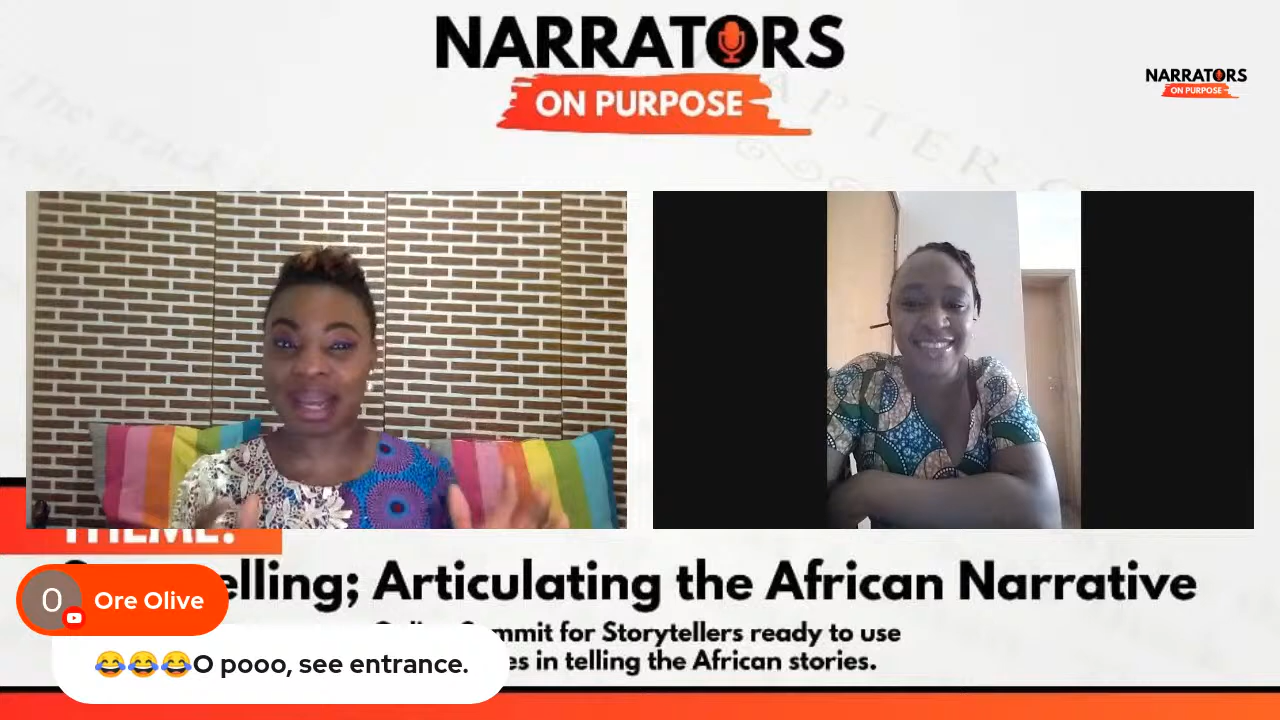 NARRATORS
ON PURPOSE
NARRATORS
ON PURPOSE
THEME:
elling; Articulating the African Narrative
mmit for Storytellers ready to use
es in telling the African stories.
O
Ore Olive
😂😂😂O pooo, see entrance.